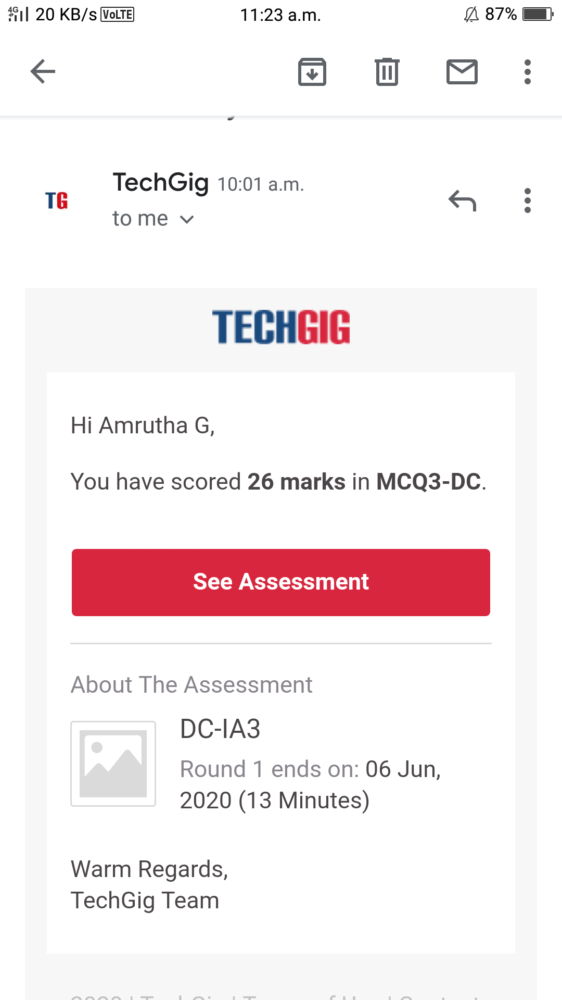 4G 20 KB/s VoLTE 11:23 a.m. 87%
TechGig 10:01 a.m.
TG
to me
TECHGIG
Hi Amrutha G,
You have scored 26 marks in MCQ3-DC.
See Assessment
About The Assessment
DC-IA3
Round 1 ends on: 06 Jun,
2020 (13 Minutes)
Warm Regards,
TechGig Team